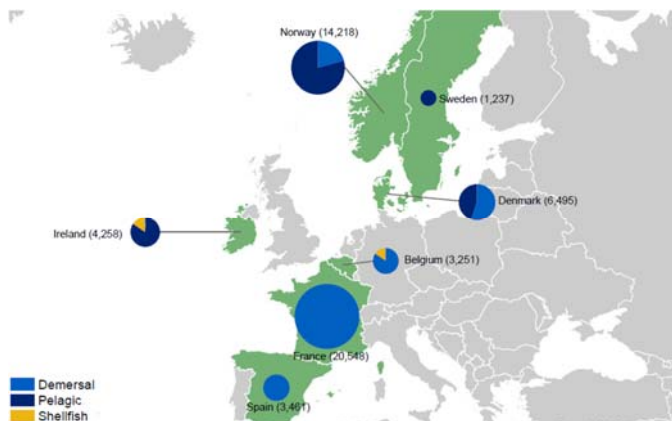 Norway (14,218)
Sweden (1,237)
Denmark (6,495)
Ireland (4,258)
Belgium (3,251)
France (20,548)
Spain (3,461)
Demersal
Pelagic
Shellfish